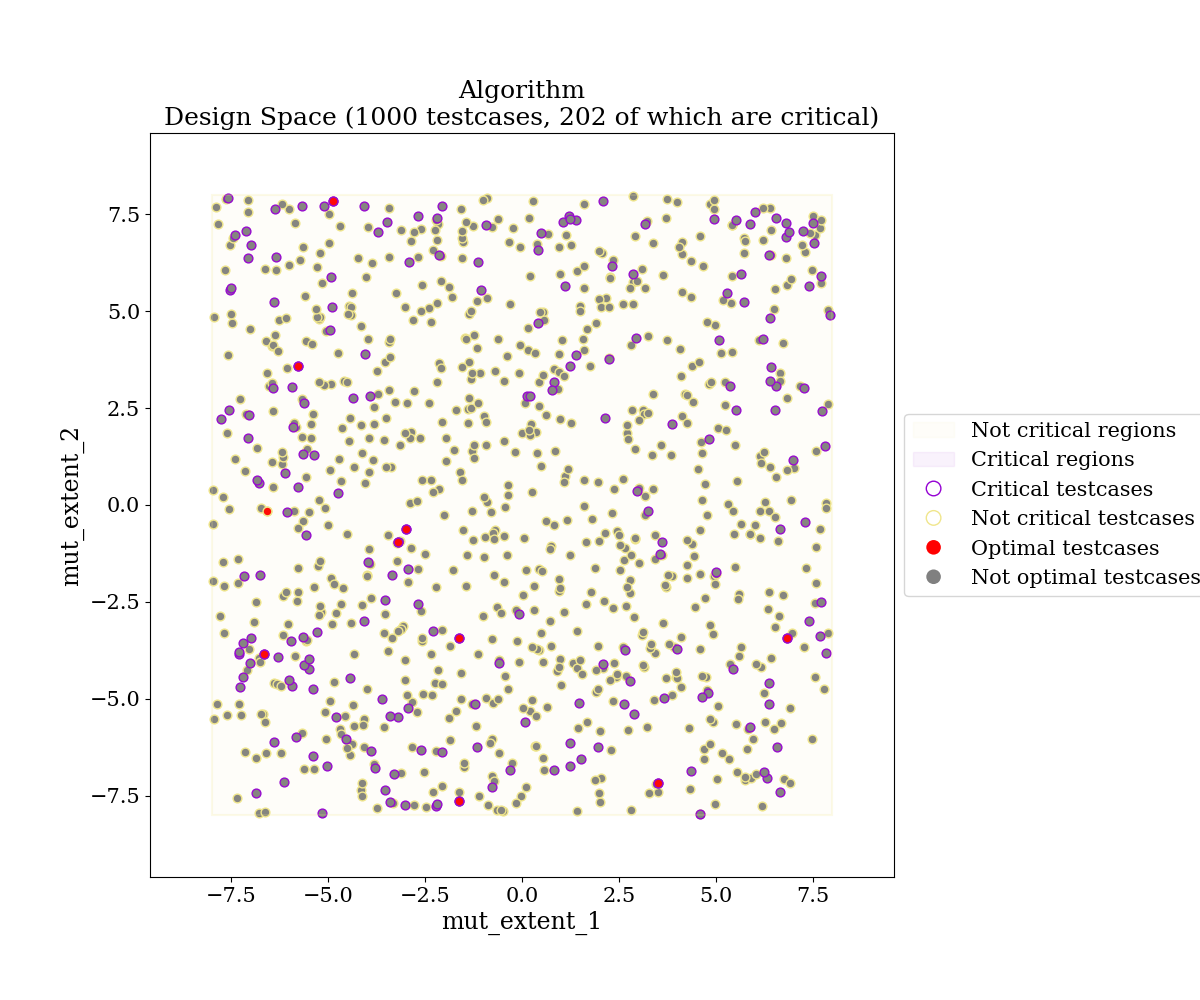 Algorithm
Design Space (1000 testcases, 202 of which are critical)
7.5
5.0
2.5
0.0
−2.5
−5.0
−7.5
mut_extent_2
−7.5
−5.0
−2.5
0.0
2.5
5.0
7.5
mut_extent_1
Not critical regions
Critical regions
Critical testcases
Not critical testcases
Optimal testcases
Not optimal testcases